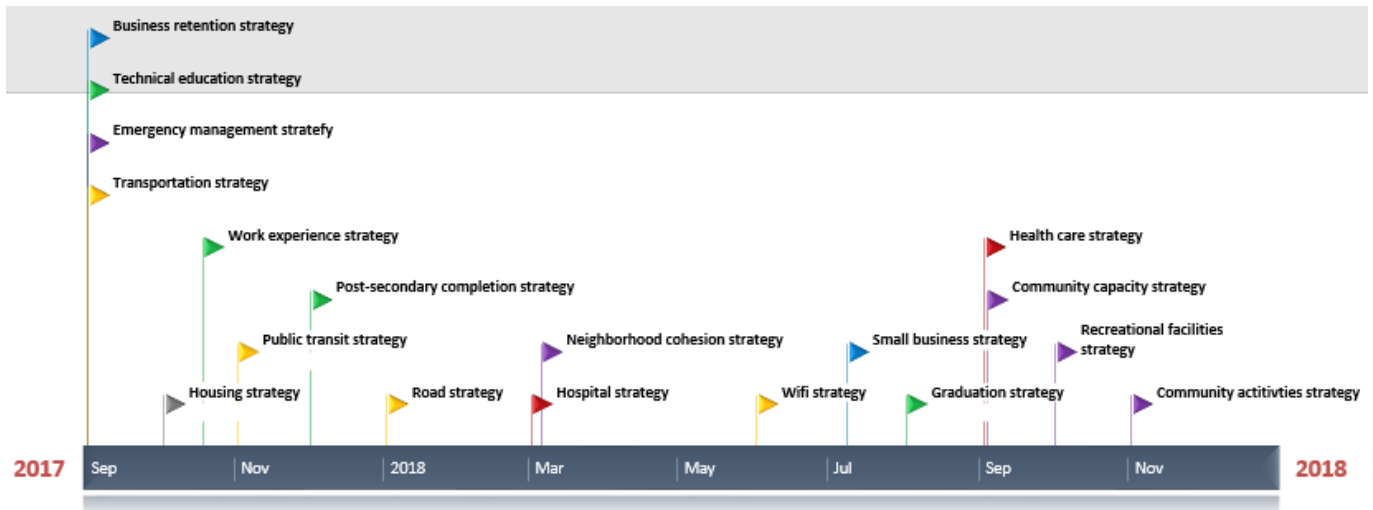 Business retention strategy
Technical education strategy
Emergency management stratefy
Transportation strategy
Work experience strategy
Health care strategy
Post-secondary completion strategy
Community capacity strategy
Public transit strategy
Neighborhood cohesion strategy
Small business strategy
Recreational facilities
strategy
Housing strategy
Road strategy
Hospital strategy
Wifi strategy
Graduation strategy
Community actitivties strategy
2017 Sep Nov 2018 Mar May Jul Sep Nov 2018